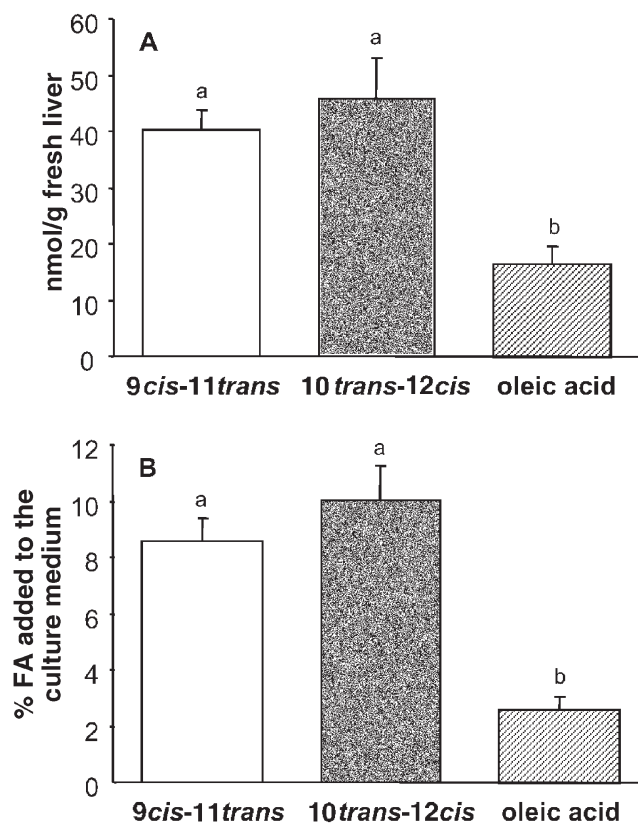 A
nmol/g fresh liver
60
50
40
30
20
10
0
a
a
b
9cis-11trans 10trans-12cis oleic acid
B
% FA added to the
culture medium
12
10
8
6
4
2
0
a
a
b
9cis-11trans 10trans-12cis oleic acid